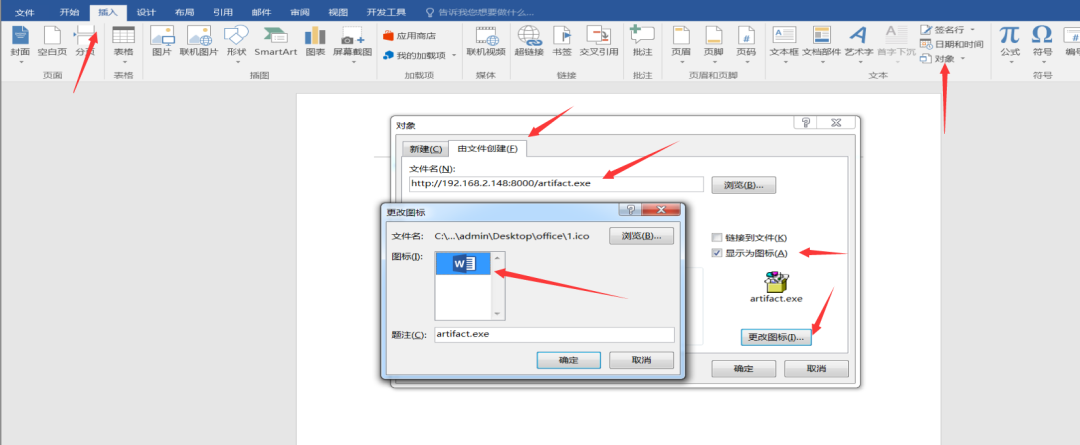 文件 开始 插入 设计 布局 引用 邮件 审阅 视图 开发工具 告诉我您想要做什么...
封面 空白页 分页
表格
图片 联机图片 形状 SmartArt 图表 屏幕截图
应用商店
我的加载项
联机视频
超链接 书签 交叉引用
批注
页眉 页脚 页码
文本框 文档部件 艺术字 首字下沉
签名行
日期和时间
对象
公式 符号 编号
页面 表格 插图 加载项 媒体 链接 批注 页眉和页脚 文本 符号
对象
新建(C) 由文件创建(F)
文件名(N):
http://192.168.2.148:8000/artifact.exe 浏览(B)...
更改图标
文件名: C:\...\admin\Desktop\office\1.ico 浏览(B)...
图标(I):
题注(C): artifact.exe
确定 取消
链接到文件(K)
显示为图标(A)
artifact.exe
更改图标(I)...
确定 取消